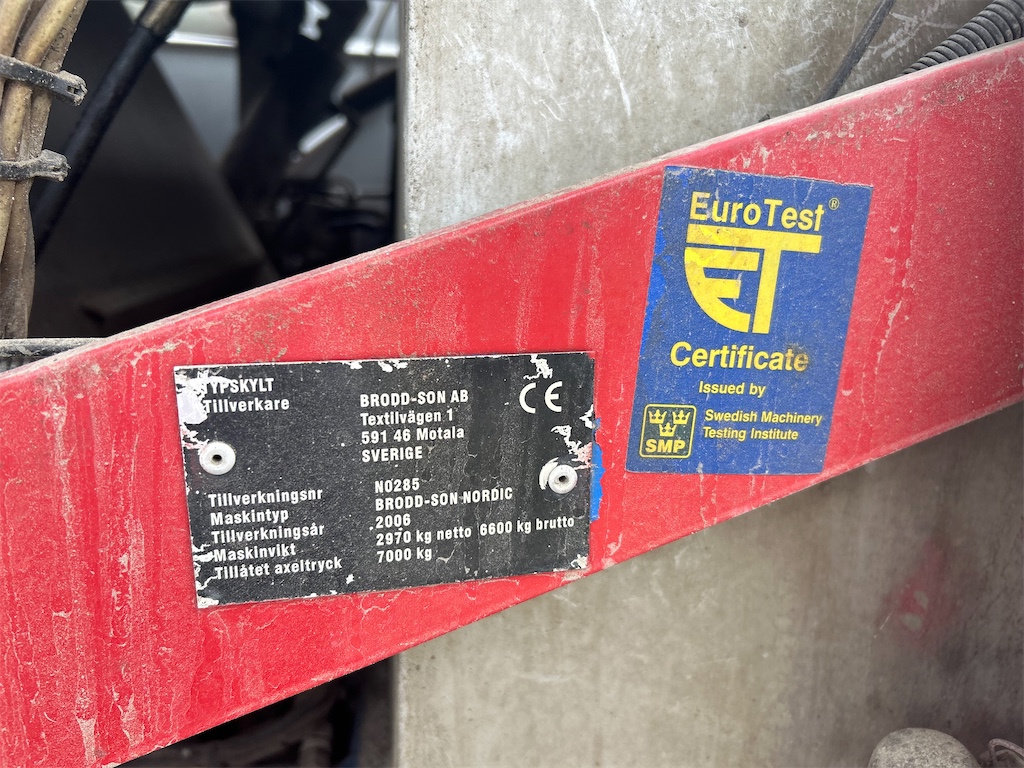 TYPSKYLT
Tillverkare
BRODD-SON AB
Textilvägen 1
591 46 Motala
SVERIGE
CE
Tillverkningsnr N0285
Maskintyp BRODD-SON NORDIC
Tillverkningsår 2006
Maskinvikt 2970 kg netto 6600 kg brutto
Tillåtet axeltryck 7000 kg
EuroTest®
ET
Certificate
Issued by
SMP
Swedish Machinery
Testing Institute